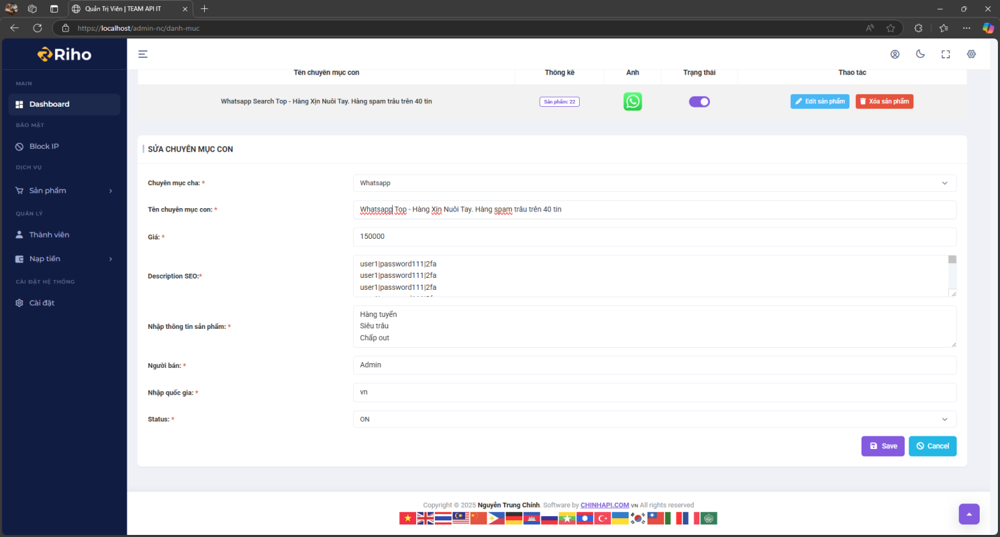 Quản Trị Viên | TEAM API IT
https://localhost/admin-nc/danh-muc
Riho
MAIN
Dashboard
BẢO MẬT
Block IP
DỊCH VỤ
Sản phẩm
QUẢN LÝ
Thành viên
Nạp tiền
CÀI ĐẶT HỆ THỐNG
Cài đặt
Tên chuyên mục con Thống kê Ảnh Trạng thái Thao tác
Whatsapp Search Top - Hàng Xịn Nuôi Tay. Hàng spam trâu trên 40 tin Sản phẩm: 22 Edit sản phẩm Xóa sản phẩm
SỬA CHUYÊN MỤC CON
Chuyên mục cha: * Whatsapp
Tên chuyên mục con: * Whatsapp Top - Hàng Xịn Nuôi Tay. Hàng spam trâu trên 40 tin
Giá: * 150000
Description SEO:*
user1|password111|2fa
user1|password111|2fa
user1|password111|2fa
Nhập thông tin sản phẩm: *
Hàng tuyển
Siêu trâu
Chấp out
Người bán: * Admin
Nhập quốc gia: * vn
Status: * ON
Save Cancel
Copyright © 2025 Nguyễn Trung Chính. Software by CHINHAPI.COM VN All rights reserved